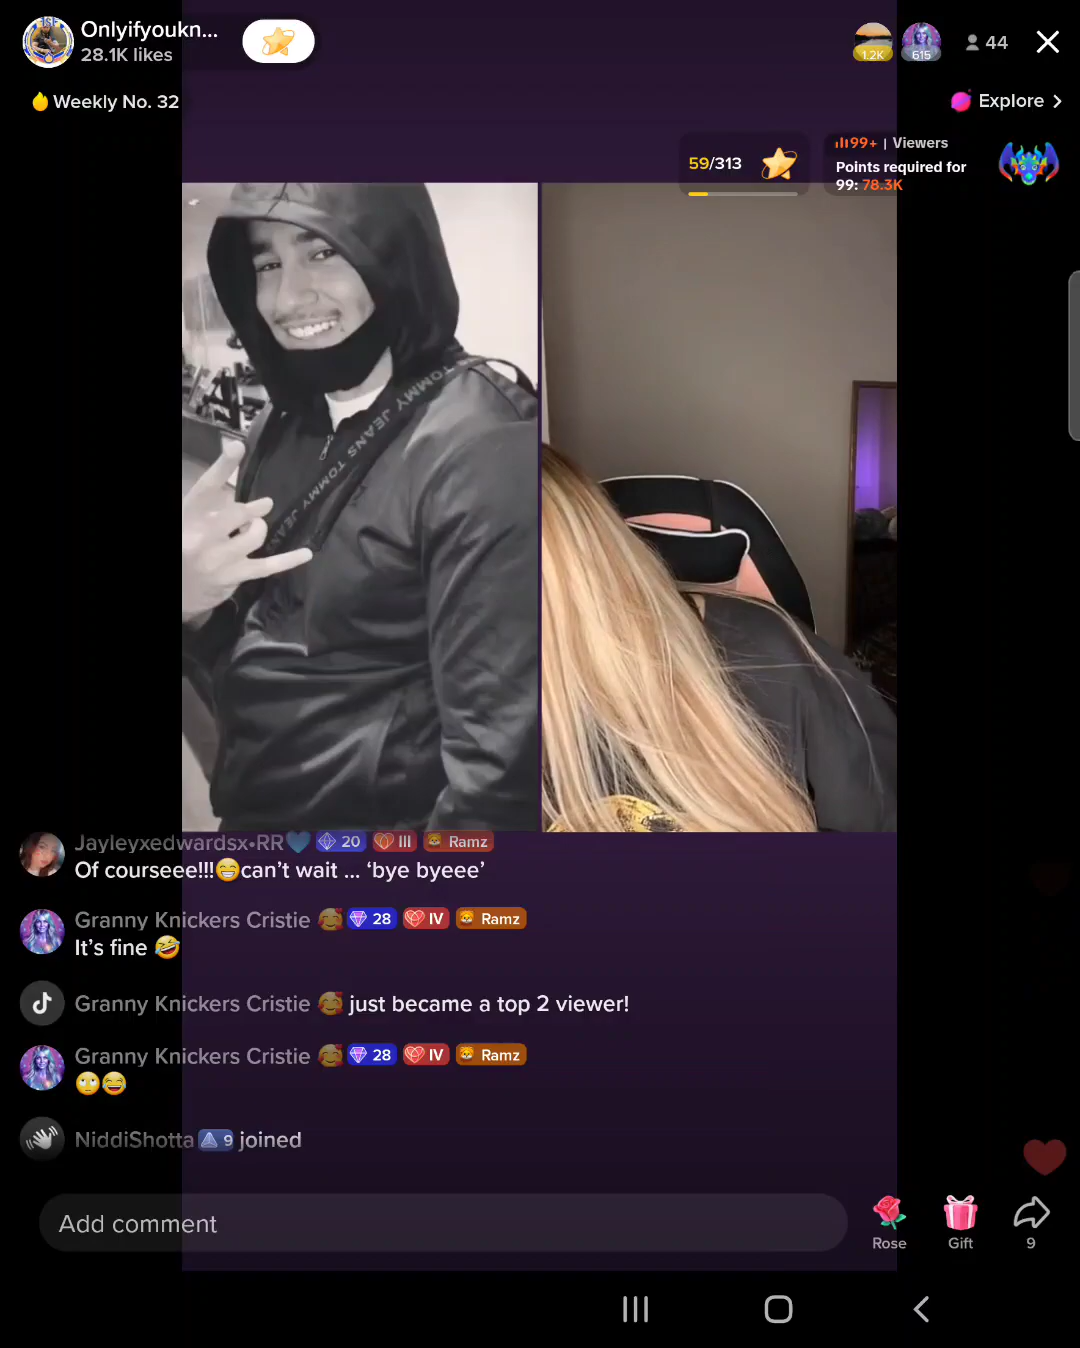 Onlyifyoukn...
28.1K likes
1.2K
615
44
Weekly No. 32
Explore
59/313
99+ | Viewers
Points required for
99: 78.3K
TOMMY JEANS TOMMY JEANS TOMMY JEANS
Jayleyxedwardsx•RR💙 20 III Ramz
Of courseee!!!😁can't wait ... 'bye byeee'
Granny Knickers Cristie 🥰 28 IV Ramz
It's fine 🤣
Granny Knickers Cristie 🥰 just became a top 2 viewer!
Granny Knickers Cristie 🥰 28 IV Ramz
🙄😂
NiddiShotta 9 joined
Add comment
Rose
Gift
9